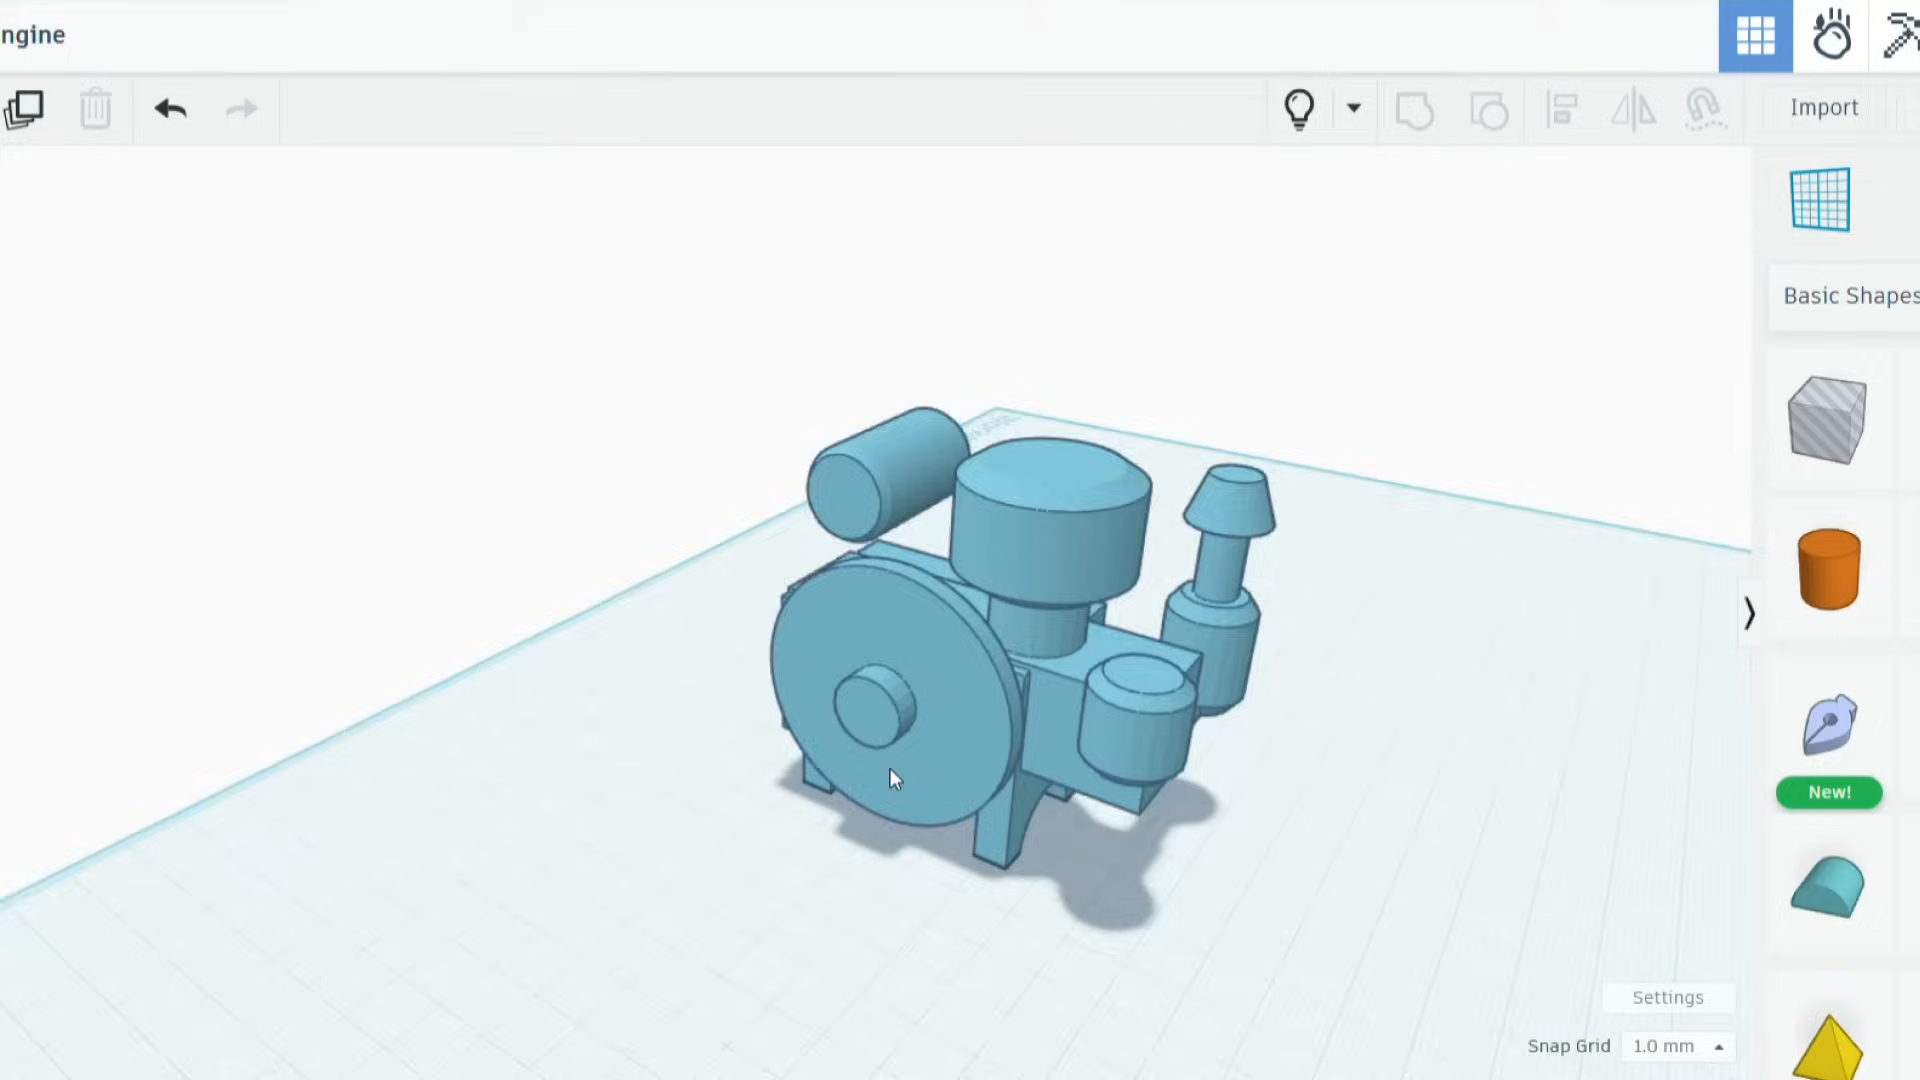 ngine
Import
Basic Shapes
New!
Settings
Snap Grid
1.0 mm